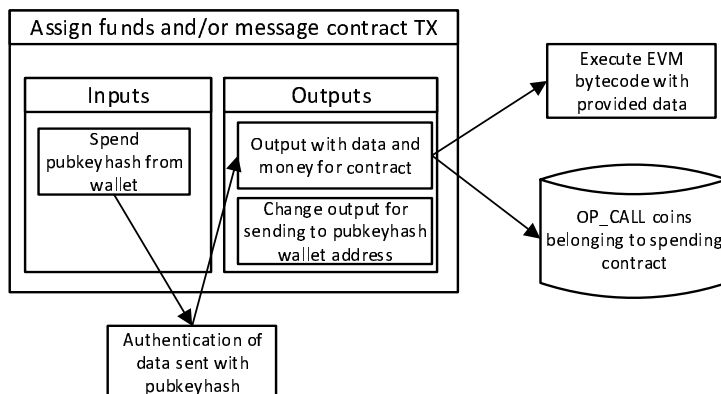 Assign funds and/or message contract TX
Inputs
Spend
pubkeyhash from
wallet
Outputs
Output with data and
money for contract
Change output for
sending to pubkeyhash
wallet address
Execute EVM
bytecode with
provided data
OP_CALL coins
belonging to spending
contract
Authentication of
data sent with
pubkeyhash